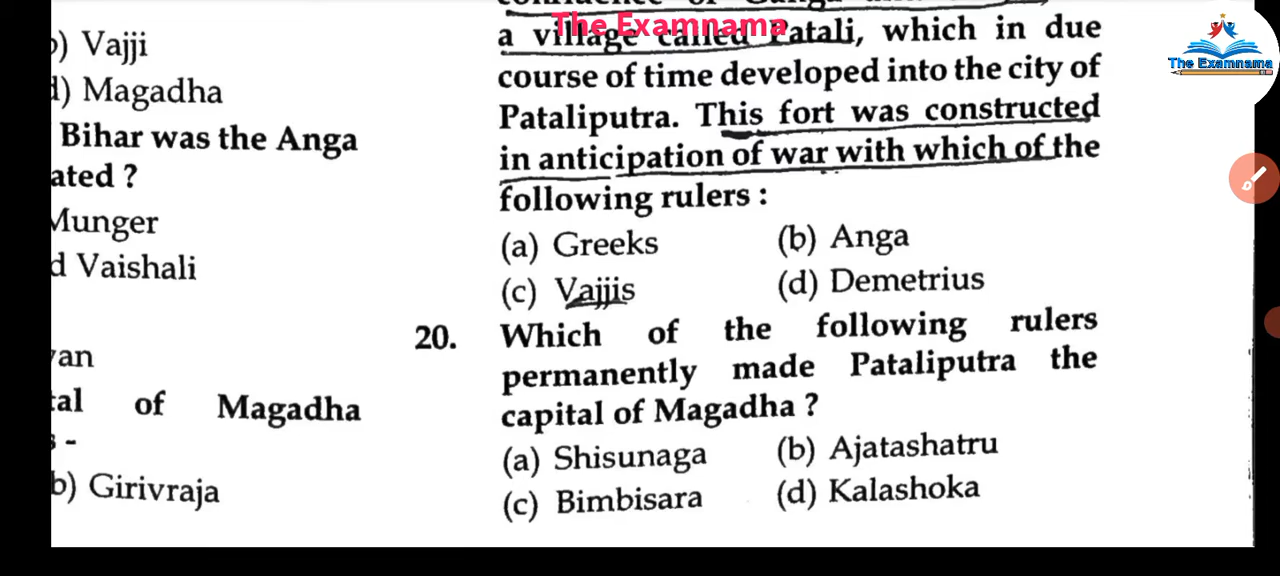 b) Vajji
d) Magadha
Bihar was the Anga
ated ?
Munger
d Vaishali
van
tal of Magadha
s -
b) Girivraja
The Examnama
a village called Patali, which in due
course of time developed into the city of
Pataliputra. This fort was constructed
in anticipation of war with which of the
following rulers :
(a) Greeks (b) Anga
(c) Vajjis (d) Demetrius
20. Which of the following rulers
permanently made Pataliputra the
capital of Magadha ?
(a) Shisunaga (b) Ajatashatru
(c) Bimbisara (d) Kalashoka
The Examnama